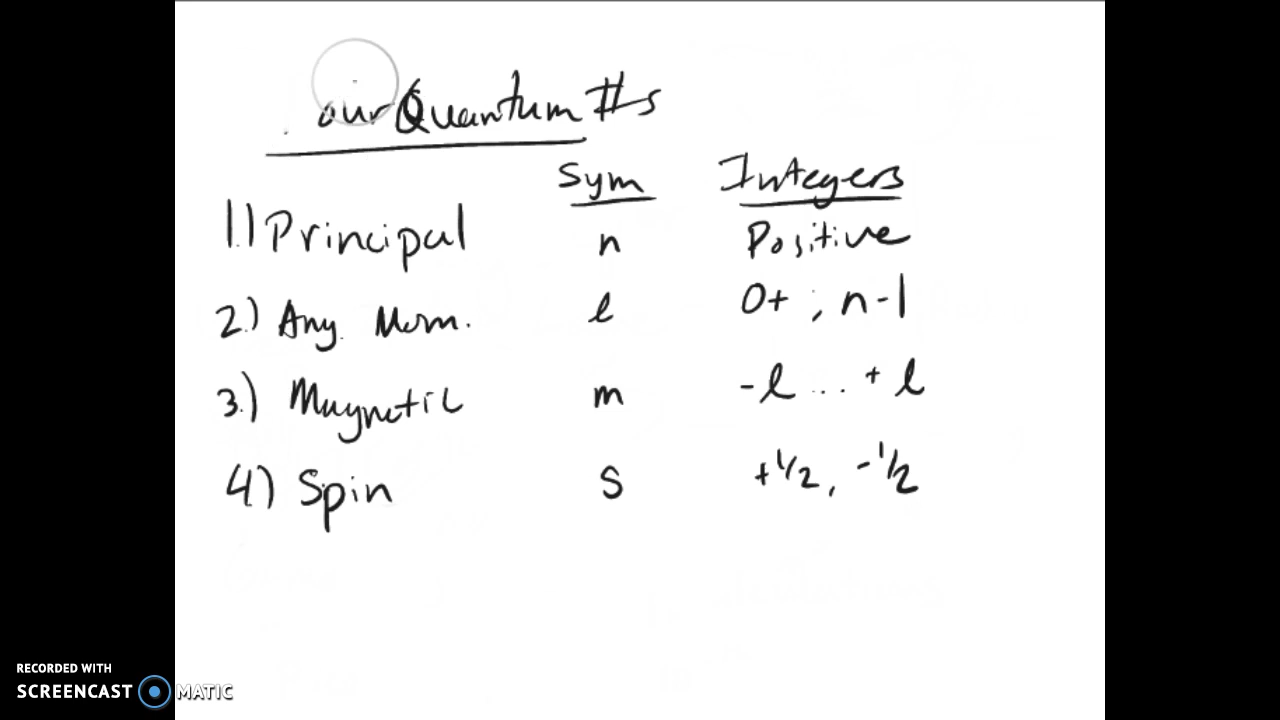 our Quantum #s
Sym Integers
1.) Principal n Positive
2.) Ang. Mom. l 0+ , n-1
3.) Magnetic m -l ... + l
4.) Spin s +1/2, -1/2
RECORDED WITH
SCREENCAST MATIC